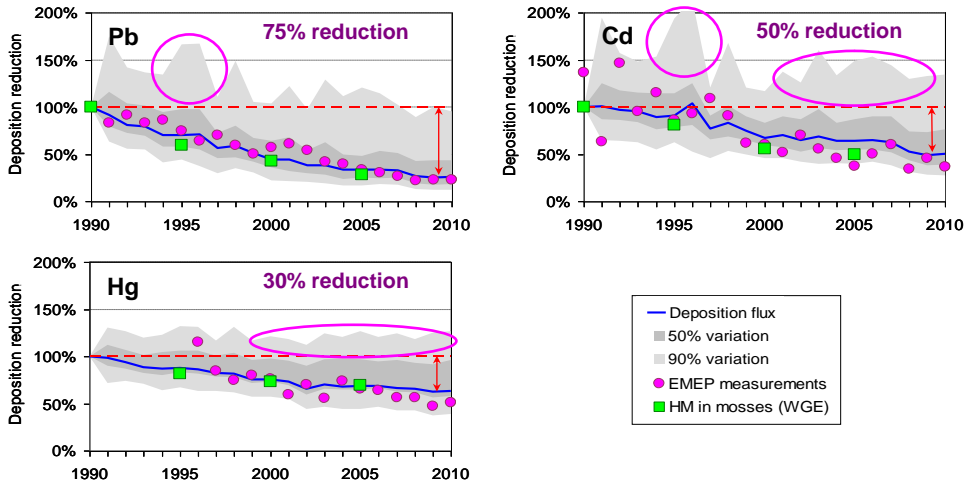 Deposition reduction
200%
150%
100%
50%
0%
Pb
75% reduction
1990
1995
2000
2005
2010
Deposition reduction
200%
150%
100%
50%
0%
Cd
50% reduction
1990
1995
2000
2005
2010
Deposition reduction
200%
150%
100%
50%
0%
Hg
30% reduction
1990
1995
2000
2005
2010
Deposition flux
50% variation
90% variation
EMEP measurements
HM in mosses (WGE)